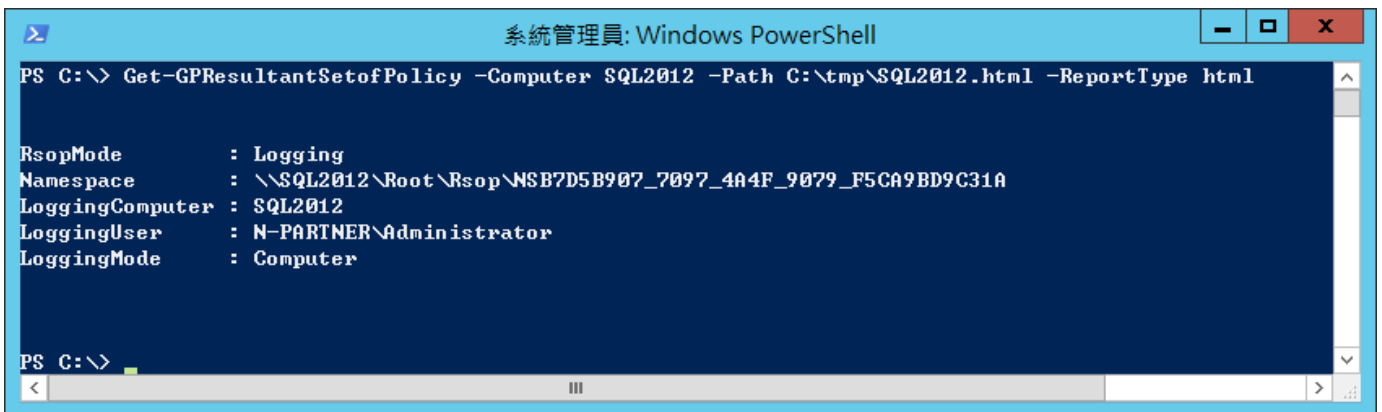 系統管理員: Windows PowerShell
PS C:\> Get-GPResultantSetofPolicy -Computer SQL2012 -Path C:\tmp\SQL2012.html -ReportType html
RsopMode : Logging
Namespace : \\SQL2012\Root\Rsop\NSB7D5B907_7097_4A4F_9079_F5CA9BD9C31A
LoggingComputer : SQL2012
LoggingUser : N-PARTNER\Administrator
LoggingMode : Computer
PS C:\>